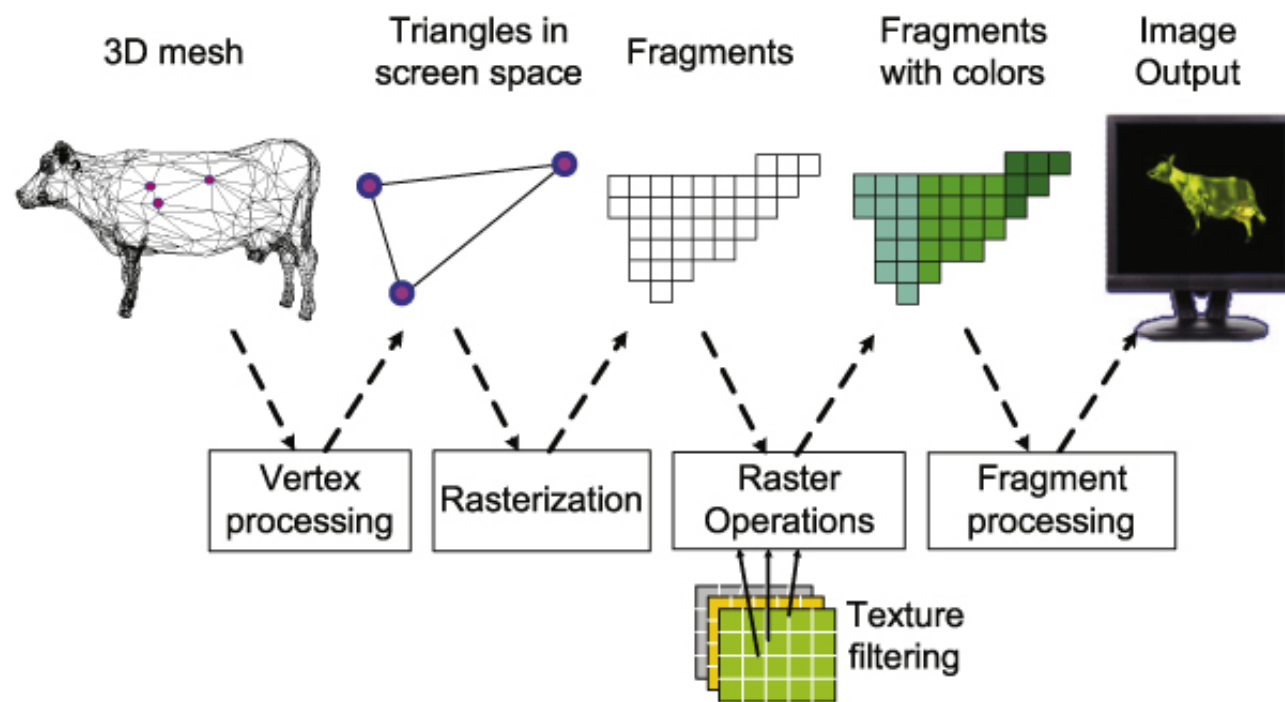 3D mesh
Triangles in
screen space
Fragments
Fragments
with colors
Image
Output
Vertex
processing
Rasterization
Raster
Operations
Fragment
processing
Texture
filtering